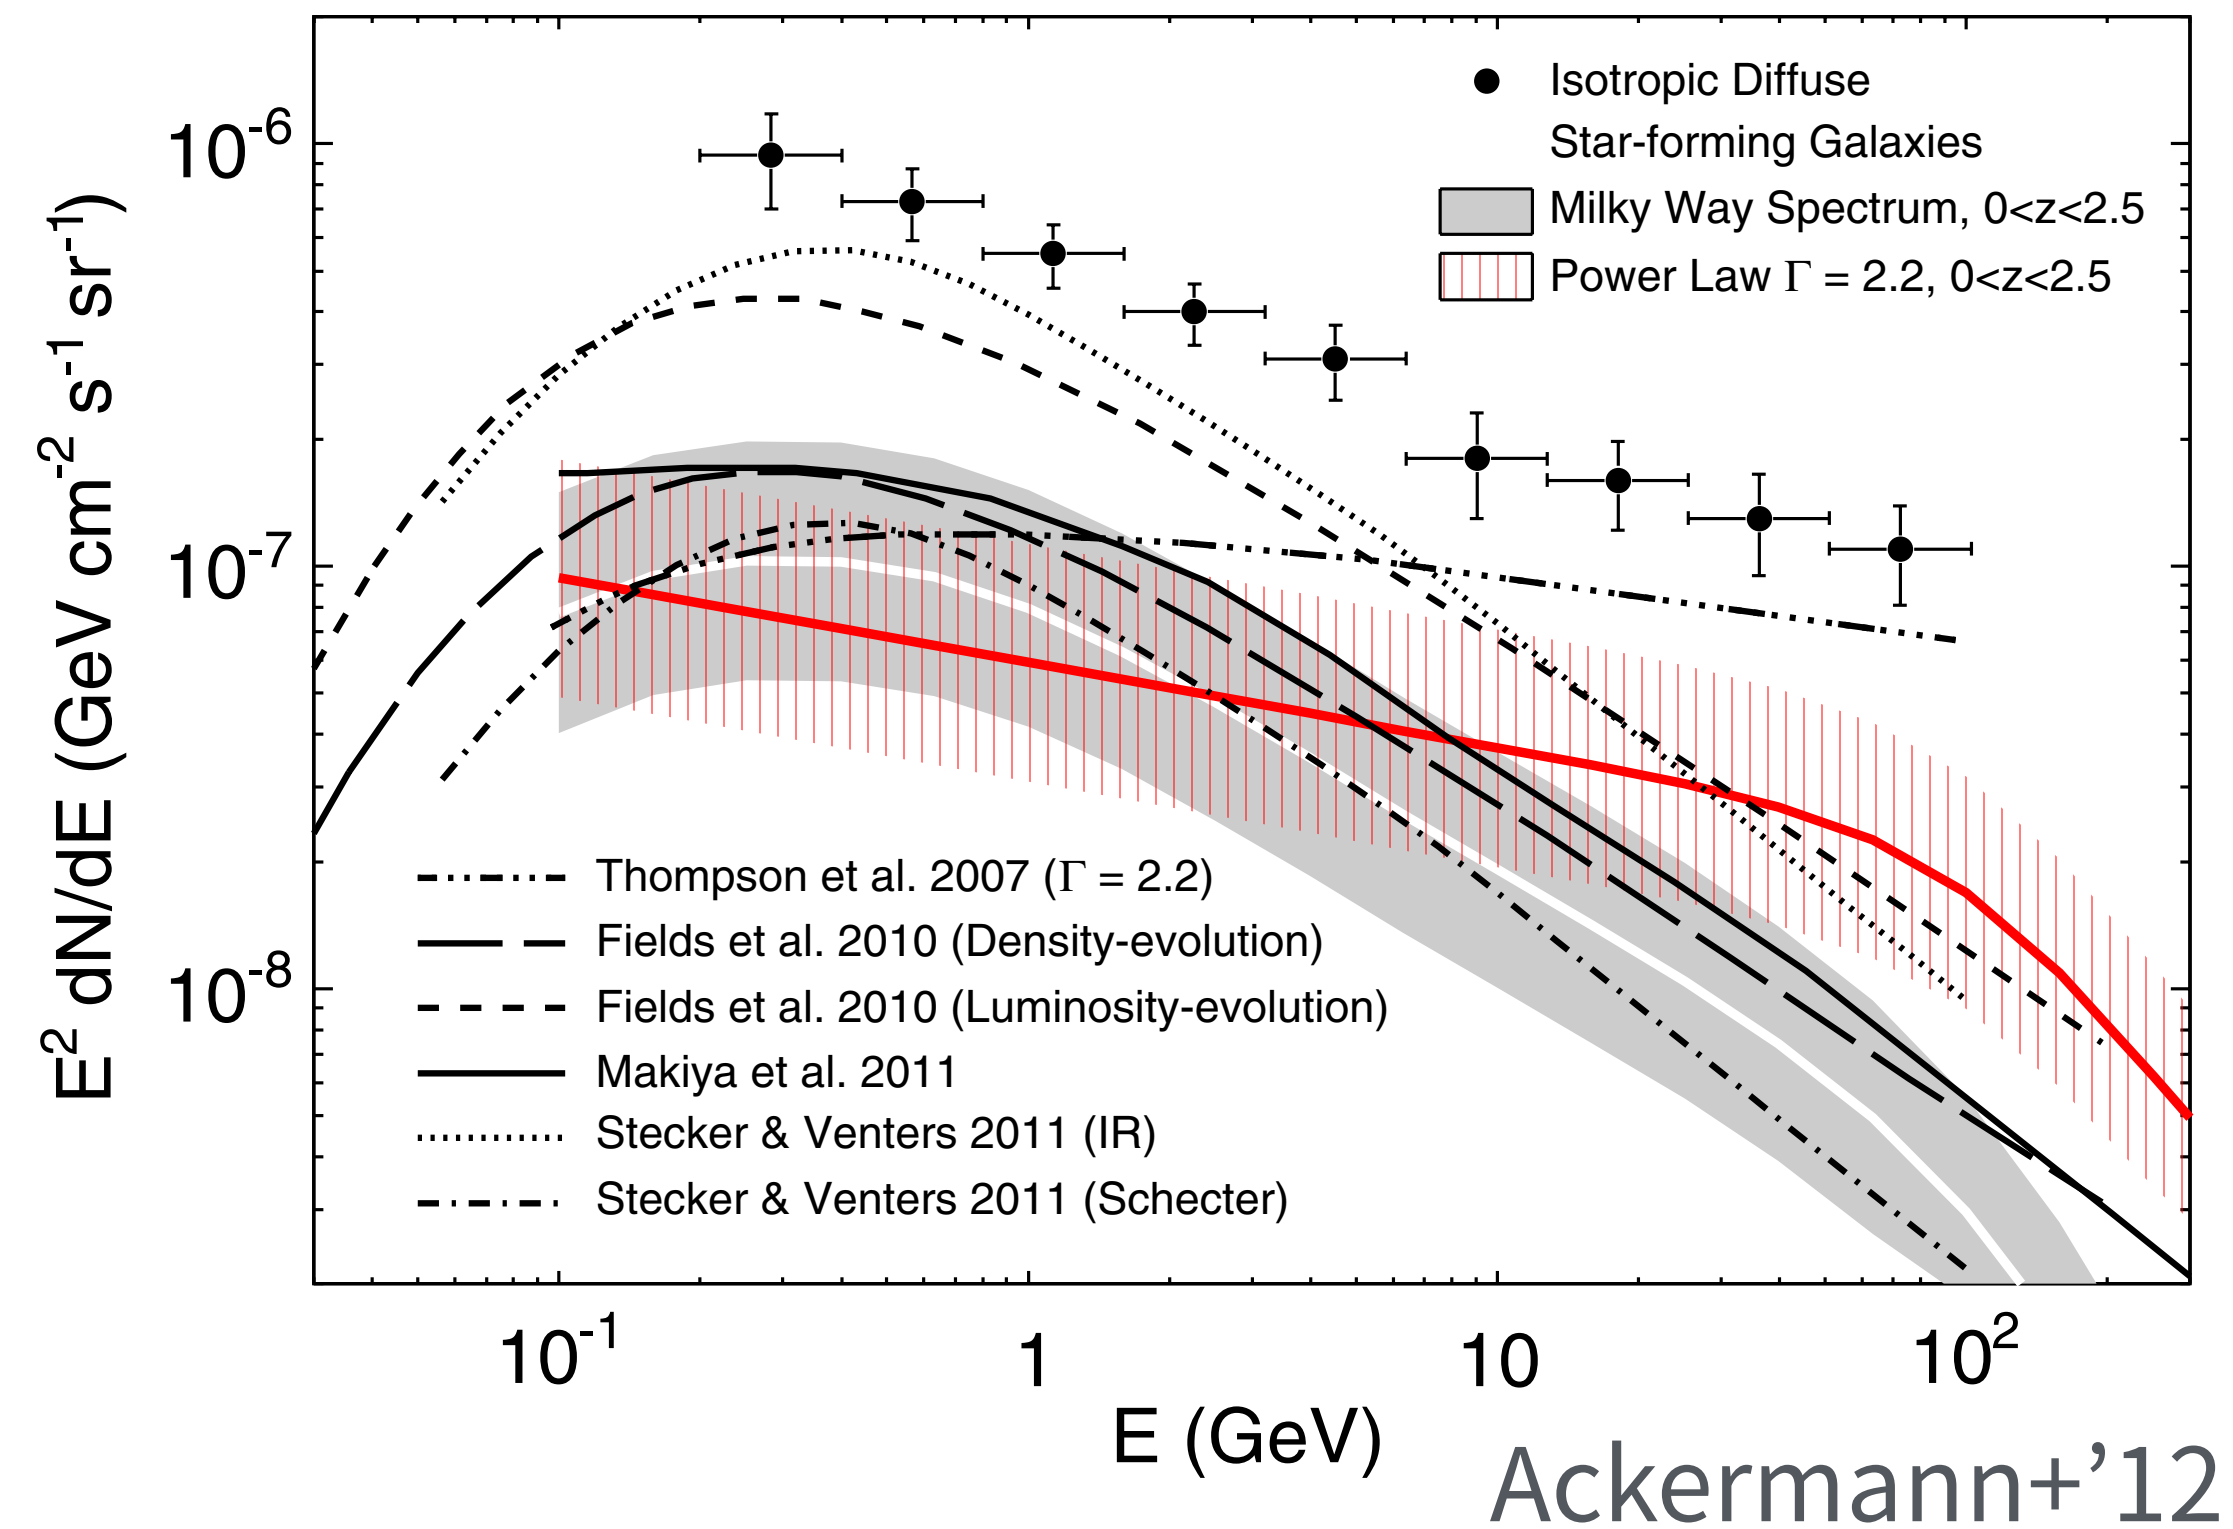 Isotropic Diffuse
Star-forming Galaxies
Milky Way Spectrum, 0<z<2.5
Power Law Γ = 2.2, 0<z<2.5
10⁻⁶
10⁻⁷
10⁻⁸
E² dN/dE (GeV cm⁻² s⁻¹ sr⁻¹)
Thompson et al. 2007 (Γ = 2.2)
Fields et al. 2010 (Density-evolution)
Fields et al. 2010 (Luminosity-evolution)
Makiya et al. 2011
Stecker & Venters 2011 (IR)
Stecker & Venters 2011 (Schecter)
10⁻¹ 1 10 10²
E (GeV)
Ackermann+’12